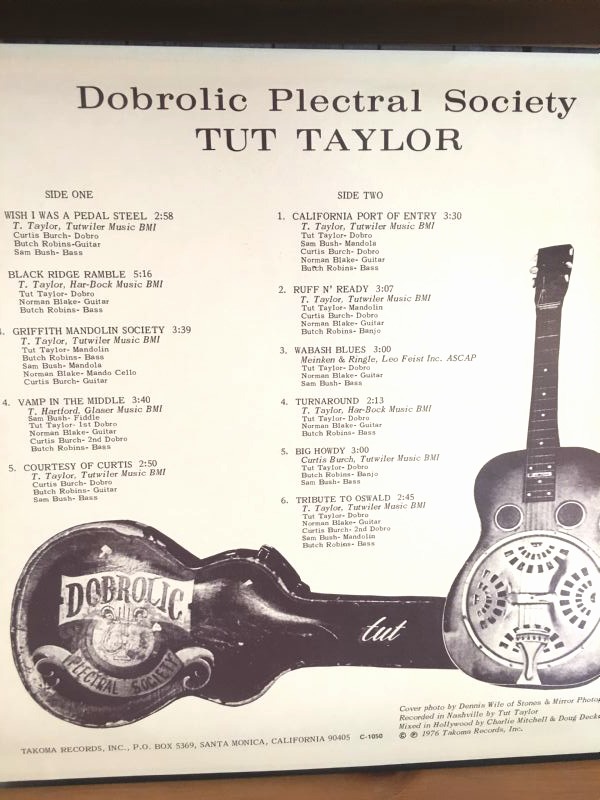 Dobrolic Plectral Society
TUT TAYLOR
SIDE ONE
WISH I WAS A PEDAL STEEL 2:58
T. Taylor, Tutwiler Music BMI
Curtis Burch- Dobro
Butch Robins-Guitar
Sam Bush- Bass
BLACK RIDGE RAMBLE 5:16
T. Taylor, Har-Bock Music BMI
Tut Taylor- Dobro
Norman Blake- Guitar
Butch Robins- Bass
GRIFFITH MANDOLIN SOCIETY 3:39
T. Taylor, Tutwiler Music BMI
Tut Taylor- Mandolin
Butch Robins- Bass
Sam Bush- Mandola
Norman Blake- Mando Cello
Curtis Burch- Guitar
4. VAMP IN THE MIDDLE 3:40
T. Hartford, Glaser Music BMI
Sam Bush- Fiddle
Tut Taylor- 1st Dobro
Norman Blake- Guitar
Curtis Burch- 2nd Dobro
Butch Robins- Bass
5. COURTESY OF CURTIS 2:50
T. Taylor, Tutwiler Music BMI
Curtis Burch- Dobro
Butch Robins- Guitar
Sam Bush- Bass
SIDE TWO
1. CALIFORNIA PORT OF ENTRY 3:30
T. Taylor, Tutwiler Music BMI
Tut Taylor- Dobro
Sam Bush- Mandola
Curtis Burch- Dobro
Norman Blake- Guitar
Butch Robins- Bass
2. RUFF N' READY 3:07
T. Taylor, Tutwiler Music BMI
Tut Taylor- Mandolin
Curtis Burch- Dobro
Norman Blake- Guitar
Butch Robins- Banjo
3. WABASH BLUES 3:00
Meinken & Ringle, Leo Feist Inc. ASCAP
Tut Taylor- Dobro
Norman Blake- Guitar
Sam Bush- Bass
4. TURNAROUND 2:13
T. Taylor, Har-Bock Music BMI
Tut Taylor- Dobro
Norman Blake- Guitar
Butch Robins- Bass
5. BIG HOWDY 3:00
Curtis Burch, Tutwiler Music BMI
Tut Taylor- Dobro
Butch Robins- Banjo
Sam Bush- Bass
6. TRIBUTE TO OSWALD 2:45
T. Taylor, Tutwiler Music BMI
Tut Taylor- Dobro
Norman Blake- Guitar
Curtis Burch- 2nd Dobro
Sam Bush- Mandolin
Butch Robins- Bass
DOBROLIC
PLECTRAL SOCIETY
tut
Cover photo by Dennis Wile of Stones & Mirror
Recorded in Nashville by Tut Taylor
Mixed in Hollywood by Charlie Mitchell & Doug
© ℗ 1976 Takoma Records, Inc.
TAKOMA RECORDS, INC., P.O. BOX 5369, SANTA MONICA, CALIFORNIA 90405 C-1050